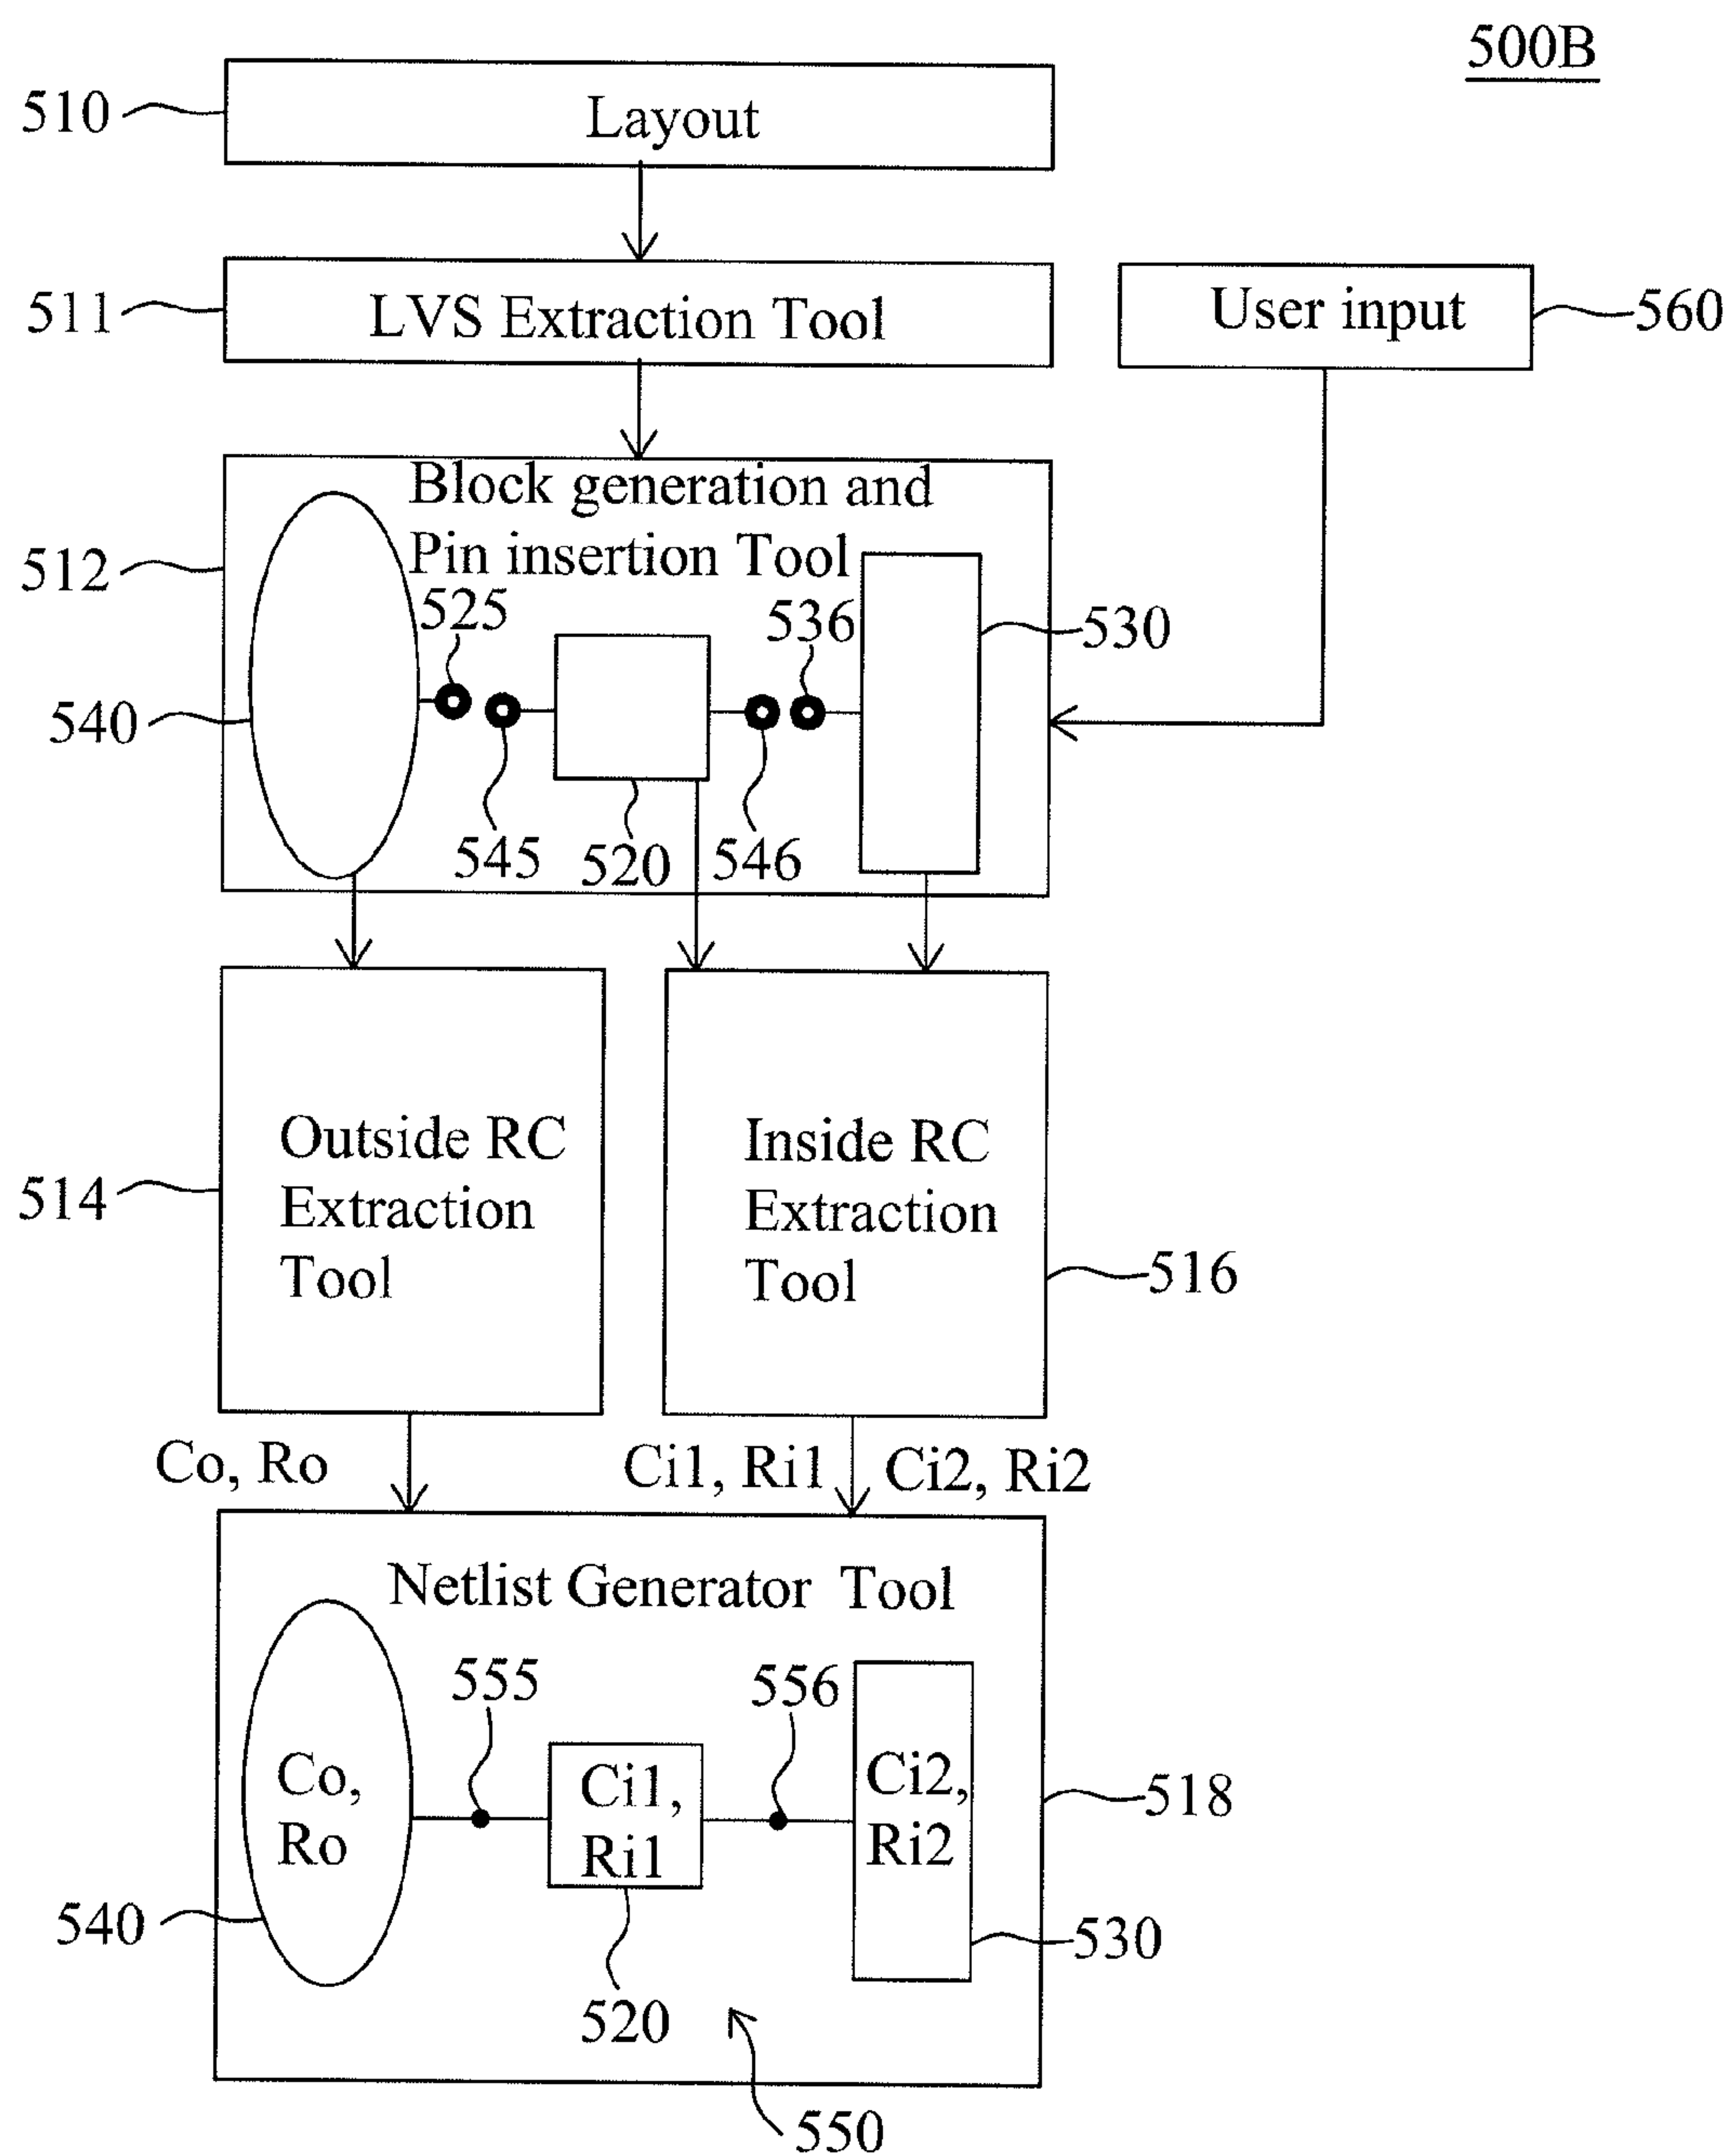 500B
510
Layout
511
LVS Extraction Tool
User input
560
Block generation and
Pin insertion Tool
512
525
536
530
540
545
520
546
Outside RC
Extraction
Tool
514
Inside RC
Extraction
Tool
516
Co, Ro
Ci1, Ri1
Ci2, Ri2
Netlist Generator Tool
555
556
Co,
Ro
Ci1,
Ri1
Ci2,
Ri2
518
540
530
520
550